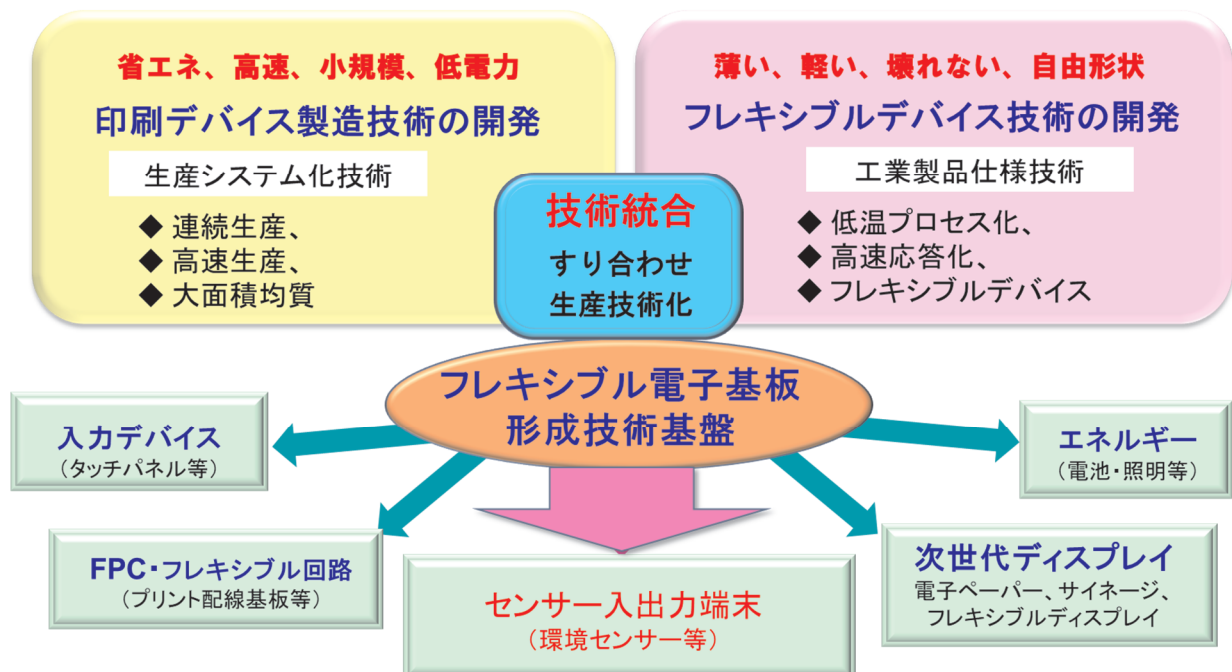 省エネ、高速、小規模、低電力
印刷デバイス製造技術の開発
生産システム化技術
◆ 連続生産、
◆ 高速生産、
◆ 大面積均質
薄い、軽い、壊れない、自由形状
フレキシブルデバイス技術の開発
工業製品仕様技術
◆ 低温プロセス化、
◆ 高速応答化、
◆ フレキシブルデバイス
技術統合
すり合わせ
生産技術化
フレキシブル電子基板
形成技術基盤
入力デバイス
（タッチパネル等）
エネルギー
（電池・照明等）
FPC・フレキシブル回路
（プリント配線基板等）
センサー入出力端末
（環境センサー等）
次世代ディスプレイ
電子ペーパー、サイネージ、
フレキシブルディスプレイ